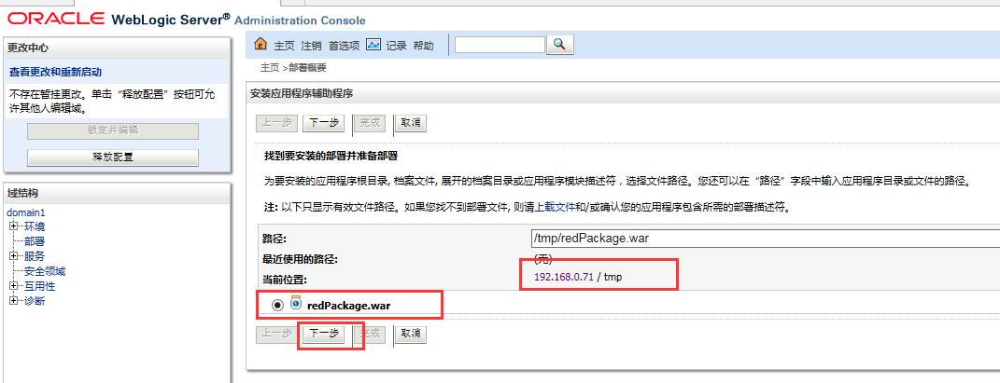 ORACLE WebLogic Server® Administration Console
更改中心
查看更改和重新启动
不存在暂挂更改。单击“释放配置”按钮可允
许其他人编辑域。
锁定并编辑
释放配置
域结构
domain1
环境
部署
服务
安全领域
互用性
诊断
主页 注销 首选项 记录 帮助
主页 >部署概要
安装应用程序辅助程序
上一步 下一步 完成 取消
找到要安装的部署并准备部署
为要安装的应用程序根目录, 档案文件, 展开的档案目录或应用程序模块描述符，选择文件路径。您还可以在“路径”字段中输入应用程序目录或文件的路径。
注: 以下只显示有效文件路径。如果您找不到部署文件, 则请上载文件和/或确认您的应用程序包含所需的部署描述符。
路径: /tmp/redPackage.war
最近使用的路径: (无)
当前位置: 192.168.0.71 / tmp
redPackage.war
上一步 下一步 完成 取消